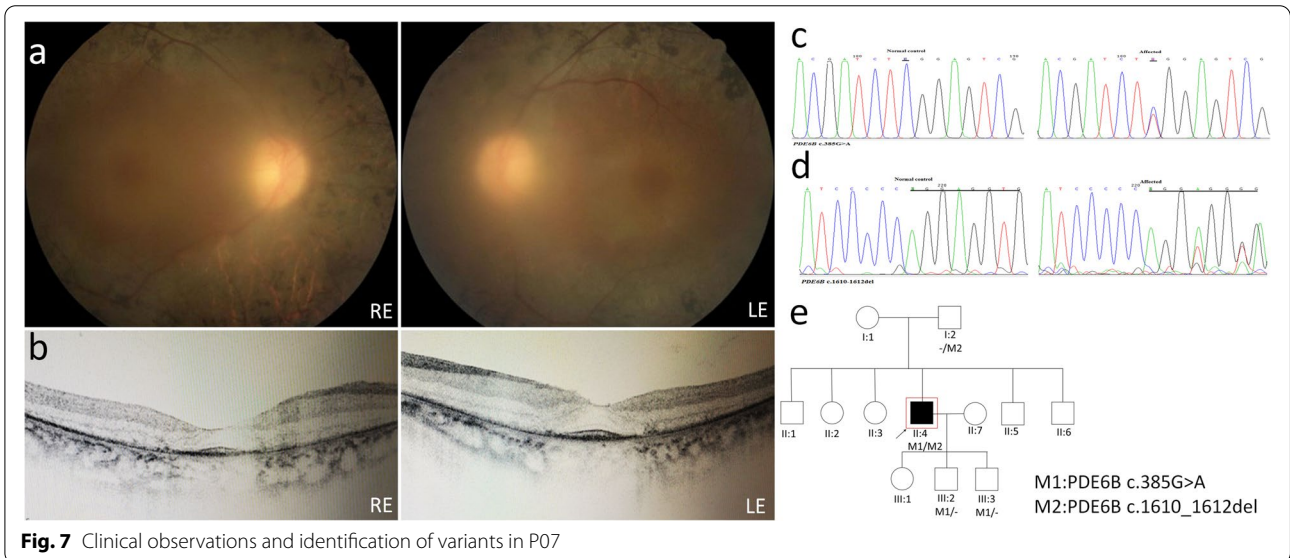 a
RE
LE
b
RE
LE
c
Normal control
Affected
PDE6B c.385G>A
d
Normal control
Affected
220
220
PDE6B c.1610-1612del
e
I:1
I:2
-/M2
II:1
II:2
II:3
II:4
M1/M2
II:7
II:5
II:6
III:1
III:2
M1/-
III:3
M1/-
M1:PDE6B c.385G>A
M2:PDE6B c.1610_1612del
Fig. 7 Clinical observations and identification of variants in P07